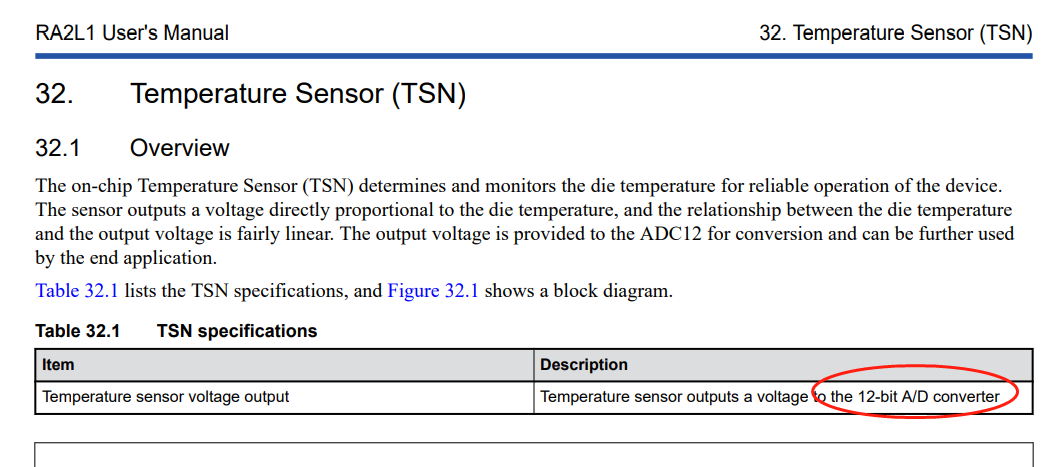 RA2L1 User's Manual
32. Temperature Sensor (TSN)
32. Temperature Sensor (TSN)
32.1 Overview
The on-chip Temperature Sensor (TSN) determines and monitors the die temperature for reliable operation of the device.
The sensor outputs a voltage directly proportional to the die temperature, and the relationship between the die temperature
and the output voltage is fairly linear. The output voltage is provided to the ADC12 for conversion and can be further used
by the end application.
Table 32.1 lists the TSN specifications, and Figure 32.1 shows a block diagram.
Table 32.1 TSN specifications
Item Description
Temperature sensor voltage output Temperature sensor outputs a voltage to the 12-bit A/D converter